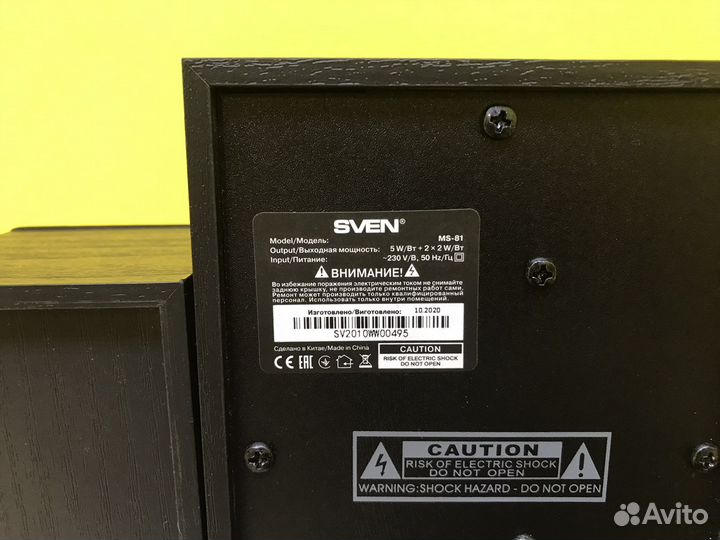 SVEN®
Model/Модель: MS-81
Output/Выходная мощность: 5 W/Вт + 2 × 2 W/Вт
Input/Питание: ~230 V/В, 50 Hz/Гц
ВНИМАНИЕ!
Во избежание поражения электрическим током не снимайте
заднюю крышку, не производите ремонтных работ сами.
Ремонт может производить только квалифицированный
персонал. Использовать только внутри помещений.
Изготовлено/Виготовлено: 10.2020
SV2010WW00495
Сделано в Китае/Made in China
CE EAC
CAUTION
RISK OF ELECTRIC SHOCK
DO NOT OPEN
CAUTION
RISK OF ELECTRIC SHOCK
DO NOT OPEN
WARNING:SHOCK HAZARD - DO NOT OPEN
Avito